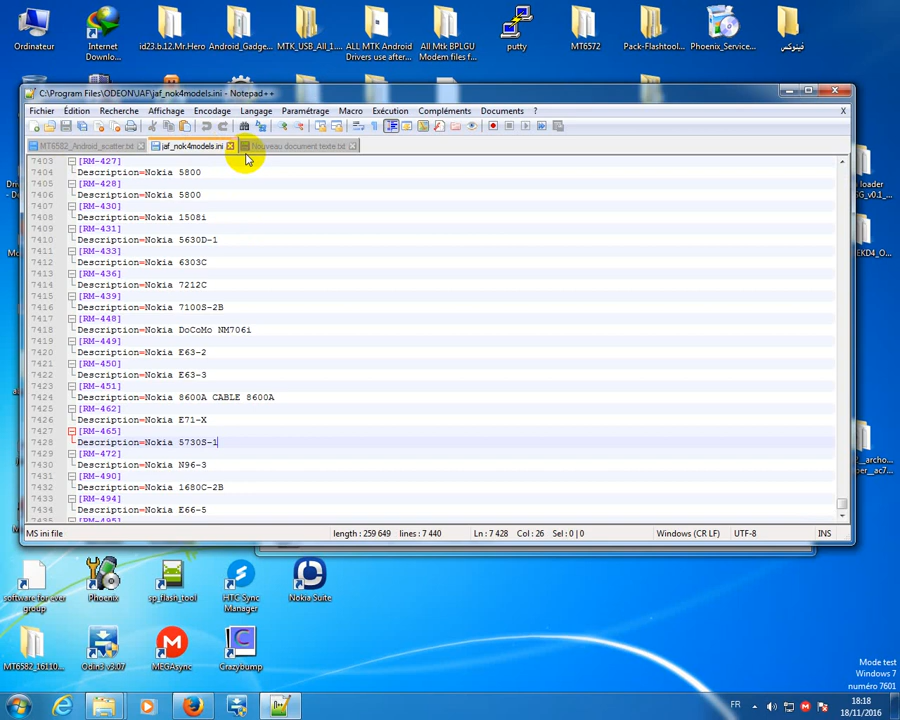 Ordinateur
Internet
Downlo...
id23.b.12.Mr.Hero
Android_Gadge...
MTK_USB_All_1...
ALL MTK Android
Drivers use after...
All Mtk BPLGU
Modem files f...
putty
MT6572
Pack-Flashtool...
Phoenix_Service...
فينوكس
C:\Program Files\ODEON\JAF\jaf_nok4models.ini - Notepad++
Fichier Édition Recherche Affichage Encodage Langage Paramétrage Macro Exécution Compléments Documents ? X
MT6582_Android_scatter.txt
jaf_nok4models.ini
Nouveau document texte.txt
7403 [RM-427]
7404 Description=Nokia 5800
7405 [RM-428]
7406 Description=Nokia 5800
7407 [RM-430]
7408 Description=Nokia 1508i
7409 [RM-431]
7410 Description=Nokia 5630D-1
7411 [RM-433]
7412 Description=Nokia 6303C
7413 [RM-436]
7414 Description=Nokia 7212C
7415 [RM-439]
7416 Description=Nokia 7100S-2B
7417 [RM-448]
7418 Description=Nokia DoCoMo NM706i
7419 [RM-449]
7420 Description=Nokia E63-2
7421 [RM-450]
7422 Description=Nokia E63-3
7423 [RM-451]
7424 Description=Nokia 8600A CABLE 8600A
7425 [RM-462]
7426 Description=Nokia E71-X
7427 [RM-465]
7428 Description=Nokia 5730S-1
7429 [RM-472]
7430 Description=Nokia N96-3
7431 [RM-490]
7432 Description=Nokia 1680C-2B
7433 [RM-494]
7434 Description=Nokia E66-5
7435 [RM-495]
MS ini file length : 259 649 lines : 7 440 Ln : 7 428 Col : 26 Sel : 0 | 0 Windows (CR LF) UTF-8 INS
loader
software for ever
group
Phoenix
sp_flash_tool
HTC Sync
Manager
Nokia Suite
MT6582_16110...
Odin3 v3.07
MEGAsync
Crazybump
Mode test
Windows 7
numéro 7601
FR
18:18
18/11/2016